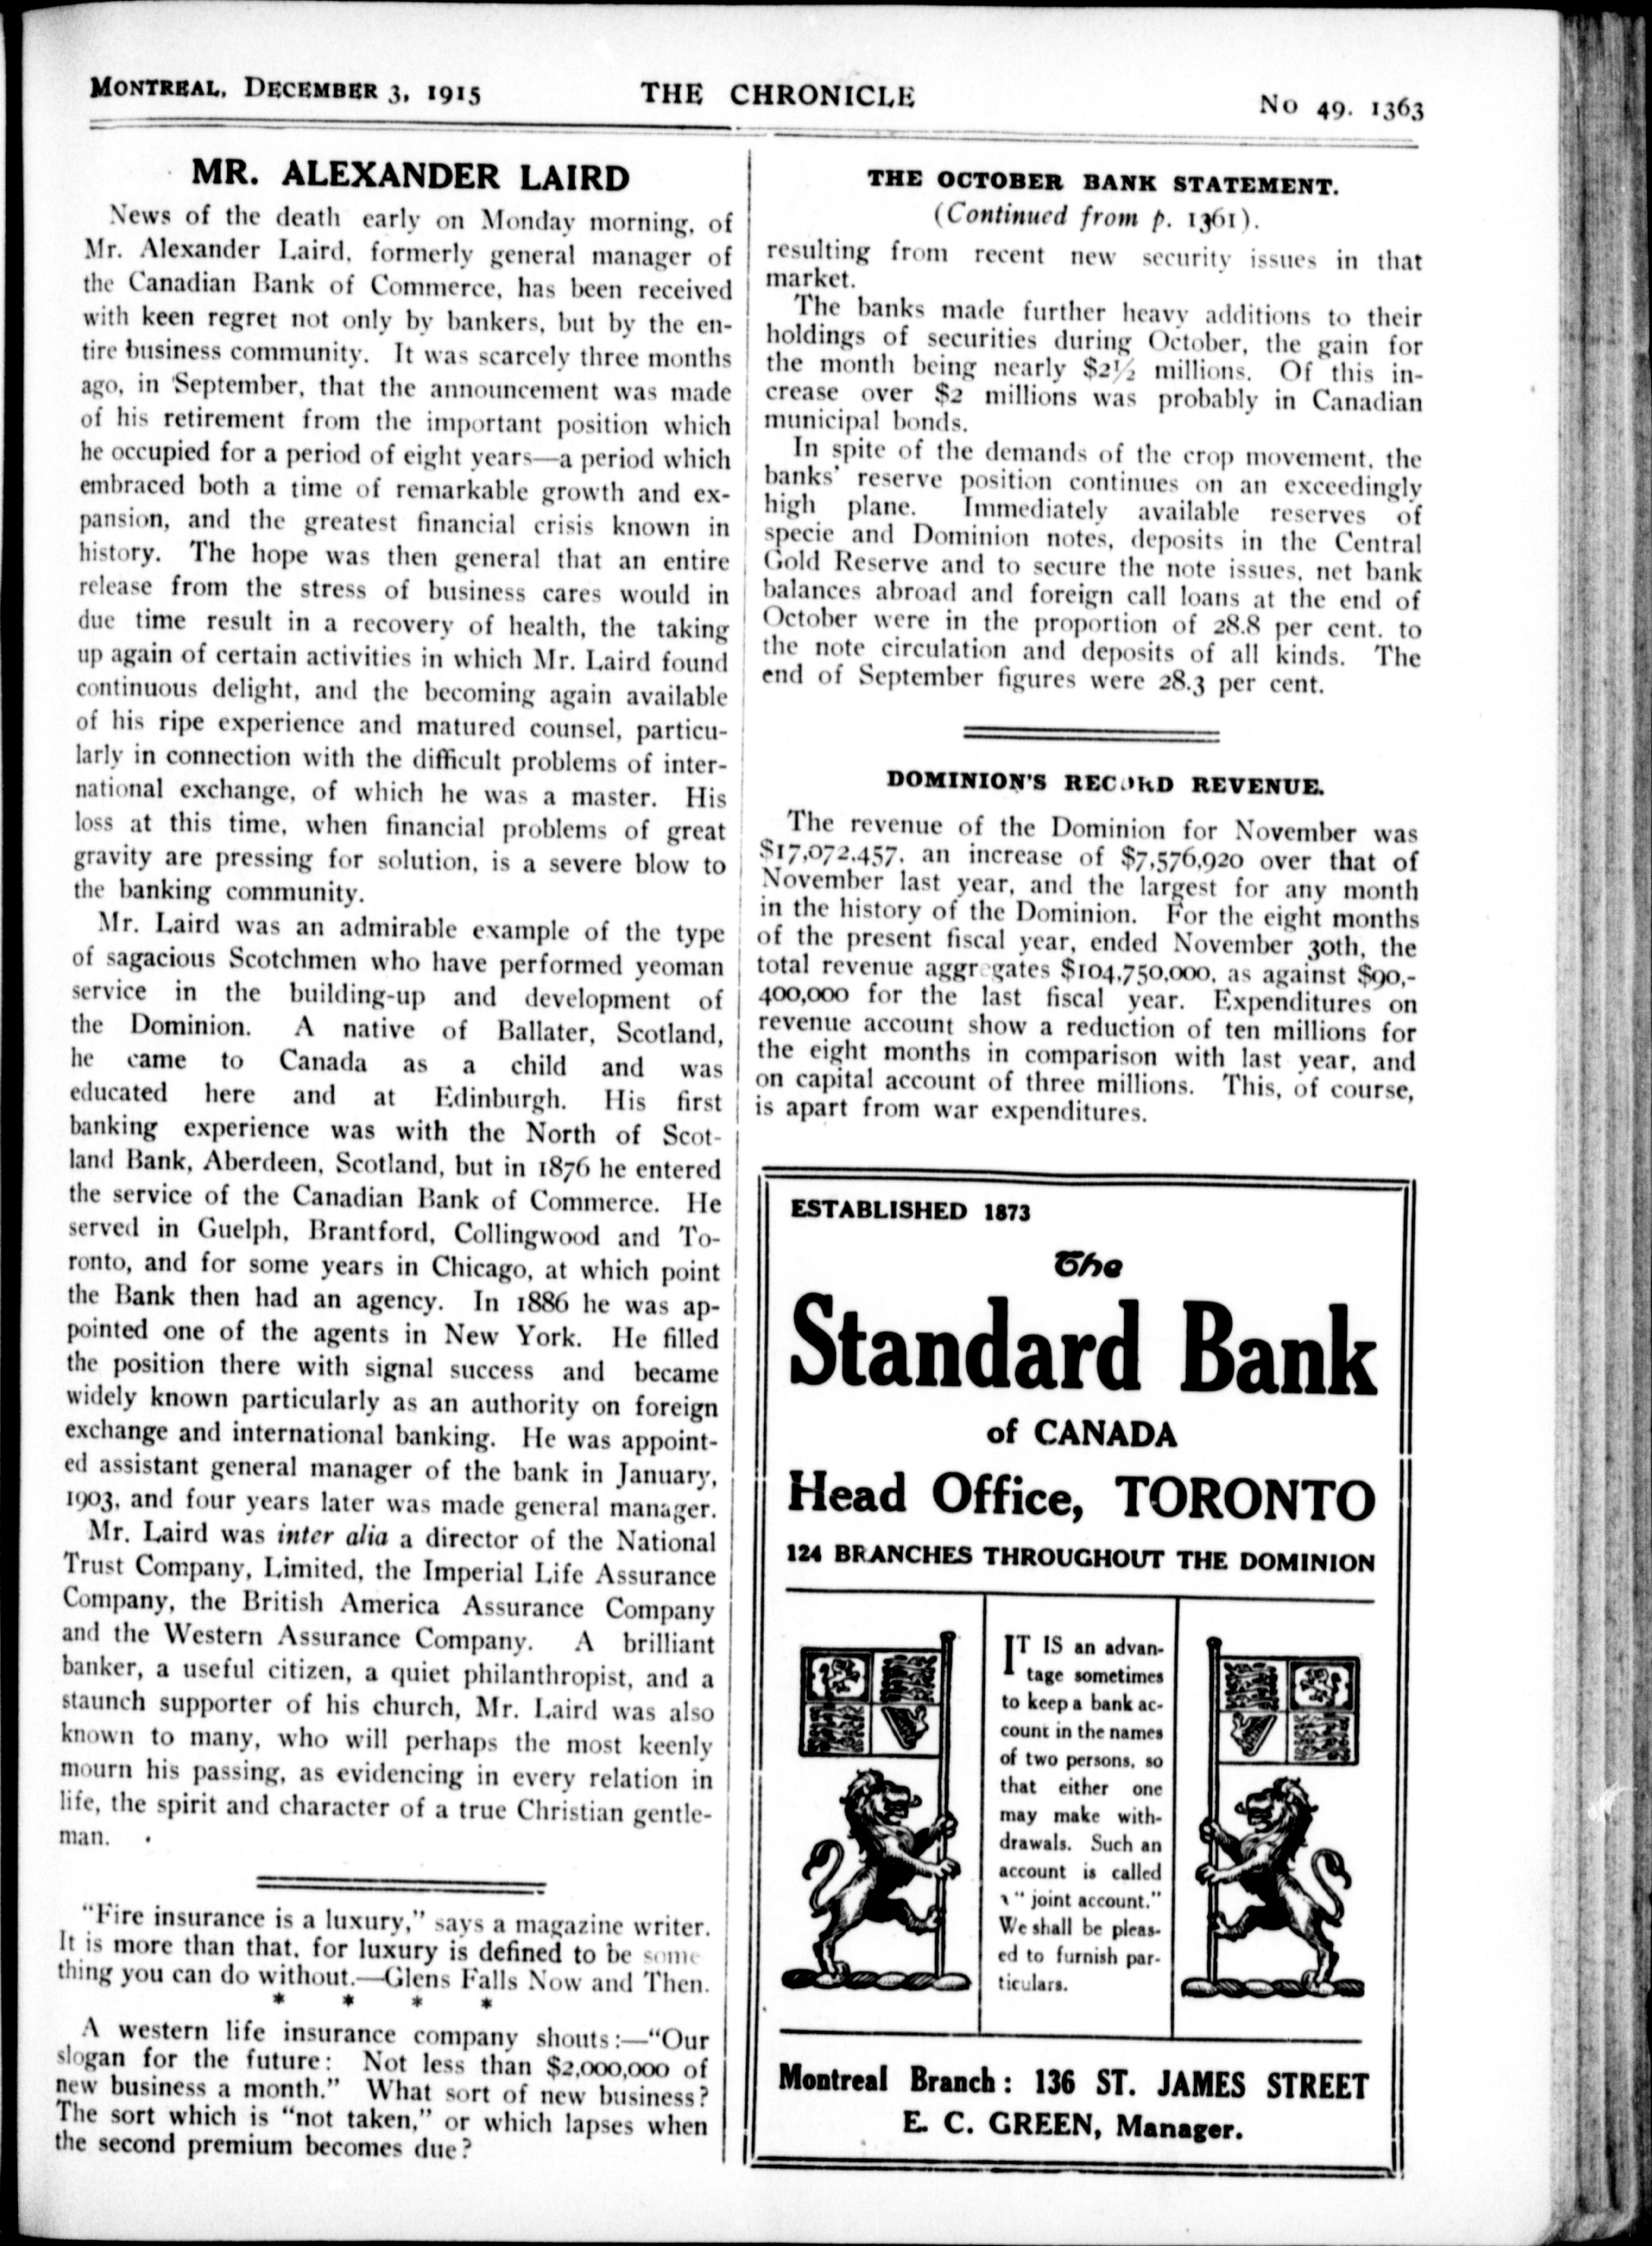 MONTREAL, DECEMBER 3, 1915 THE CHRONICLE No 49. 1363
MR. ALEXANDER LAIRD
News of the death early on Monday morning, of
Mr. Alexander Laird, formerly general manager of
the Canadian Bank of Commerce, has been received
with keen regret not only by bankers, but by the en-
tire business community. It was scarcely three months
ago, in September, that the announcement was made
of his retirement from the important position which
he occupied for a period of eight years—a period which
embraced both a time of remarkable growth and ex-
pansion, and the greatest financial crisis known in
history. The hope was then general that an entire
release from the stress of business cares would in
due time result in a recovery of health, the taking
up again of certain activities in which Mr. Laird found
continuous delight, and the becoming again available
of his ripe experience and matured counsel, particu-
larly in connection with the difficult problems of inter-
national exchange, of which he was a master. His
loss at this time, when financial problems of great
gravity are pressing for solution, is a severe blow to
the banking community.
Mr. Laird was an admirable example of the type
of sagacious Scotchmen who have performed yeoman
service in the building-up and development of
the Dominion. A native of Ballater, Scotland,
he came to Canada as a child and was
educated here and at Edinburgh. His first
banking experience was with the North of Scot-
land Bank, Aberdeen, Scotland, but in 1876 he entered
the service of the Canadian Bank of Commerce. He
served in Guelph, Brantford, Collingwood and To-
ronto, and for some years in Chicago, at which point
the Bank then had an agency. In 1886 he was ap-
pointed one of the agents in New York. He filled
the position there with signal success and became
widely known particularly as an authority on foreign
exchange and international banking. He was appoint-
ed assistant general manager of the bank in January,
1903, and four years later was made general manager.
Mr. Laird was inter alia a director of the National
Trust Company, Limited, the Imperial Life Assurance
Company, the British America Assurance Company
and the Western Assurance Company. A brilliant
banker, a useful citizen, a quiet philanthropist, and a
staunch supporter of his church, Mr. Laird was also
known to many, who will perhaps the most keenly
mourn his passing, as evidencing in every relation in
life, the spirit and character of a true Christian gentle-
man.
"Fire insurance is a luxury," says a magazine writer.
It is more than that, for luxury is defined to be some
thing you can do without.—Glens Falls Now and Then.
* * * *
A western life insurance company shouts:—"Our
slogan for the future: Not less than $2,000,000 of
new business a month." What sort of new business?
The sort which is "not taken," or which lapses when
the second premium becomes due?
THE OCTOBER BANK STATEMENT.
(Continued from p. 1361).
resulting from recent new security issues in that
market.
The banks made further heavy additions to their
holdings of securities during October, the gain for
the month being nearly $2½ millions. Of this in-
crease over $2 millions was probably in Canadian
municipal bonds.
In spite of the demands of the crop movement, the
banks' reserve position continues on an exceedingly
high plane. Immediately available reserves of
specie and Dominion notes, deposits in the Central
Gold Reserve and to secure the note issues, net bank
balances abroad and foreign call loans at the end of
October were in the proportion of 28.8 per cent. to
the note circulation and deposits of all kinds. The
end of September figures were 28.3 per cent.
DOMINION'S RECORD REVENUE.
The revenue of the Dominion for November was
$17,072,457, an increase of $7,576,920 over that of
November last year, and the largest for any month
in the history of the Dominion. For the eight months
of the present fiscal year, ended November 30th, the
total revenue aggregates $104,750,000, as against $90,-
400,000 for the last fiscal year. Expenditures on
revenue account show a reduction of ten millions for
the eight months in comparison with last year, and
on capital account of three millions. This, of course,
is apart from war expenditures.
ESTABLISHED 1873
The
Standard Bank
of CANADA
Head Office, TORONTO
124 BRANCHES THROUGHOUT THE DOMINION
IT IS an advan-
tage sometimes
to keep a bank ac-
count in the names
of two persons, so
that either one
may make with-
drawals. Such an
account is called
a "joint account."
We shall be pleas-
ed to furnish par-
ticulars.
Montreal Branch: 136 ST. JAMES STREET
E. C. GREEN, Manager.